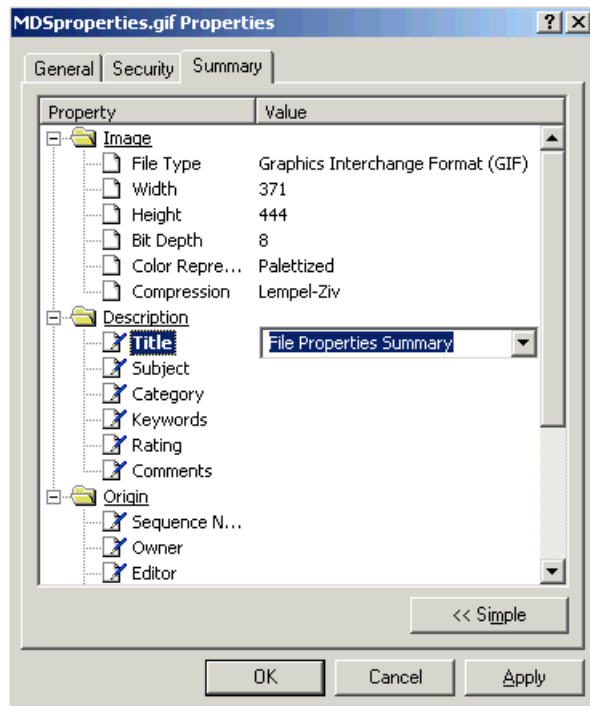 MDSproperties.gif Properties
General Security Summary
Property Value
Image
File Type Graphics Interchange Format (GIF)
Width 371
Height 444
Bit Depth 8
Color Repre... Palettized
Compression Lempel-Ziv
Description
Title File Properties Summary
Subject
Category
Keywords
Rating
Comments
Origin
Sequence N...
Owner
Editor
<< Simple
OK Cancel Apply